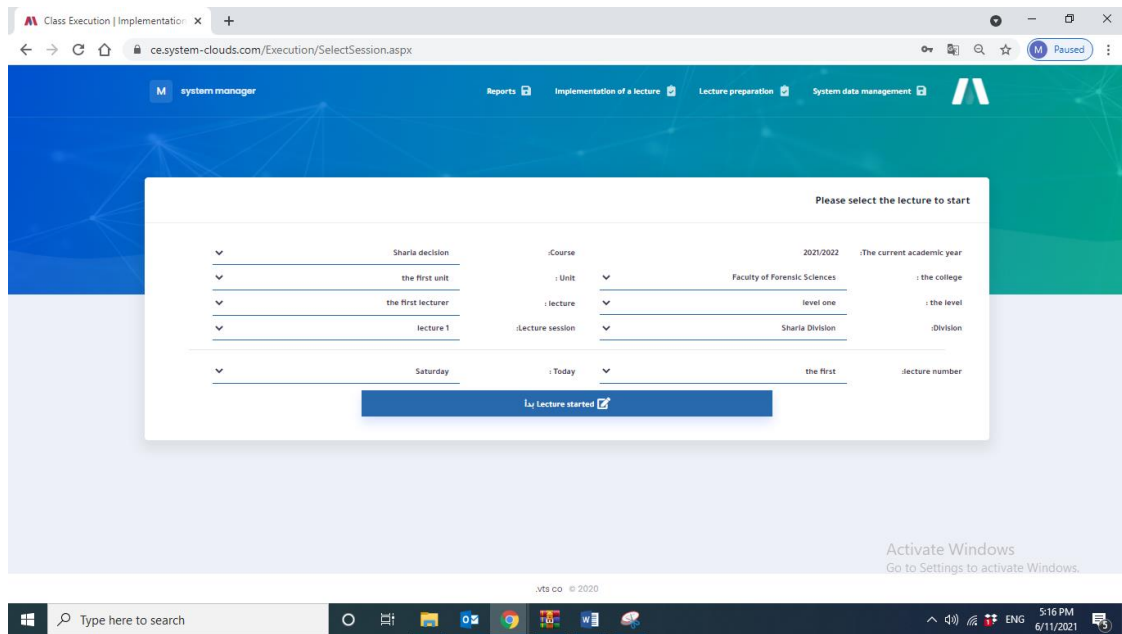 Class Execution | Implementation
ce.system-clouds.com/Execution/SelectSession.aspx
M Paused
M system manager
Reports
Implementation of a lecture
Lecture preparation
System data management
Please select the lecture to start
:The current academic year 2021/2022 :Course Sharia decision
: the college Faculty of Forensic Sciences : Unit the first unit
: the level level one : lecture the first lecturer
:Division Sharia Division :Lecture session lecture 1
:lecture number the first : Today Saturday
بدأ Lecture started
Activate Windows
Go to Settings to activate Windows.
.vts co © 2020
Type here to search
ENG
5:16 PM
6/11/2021
5